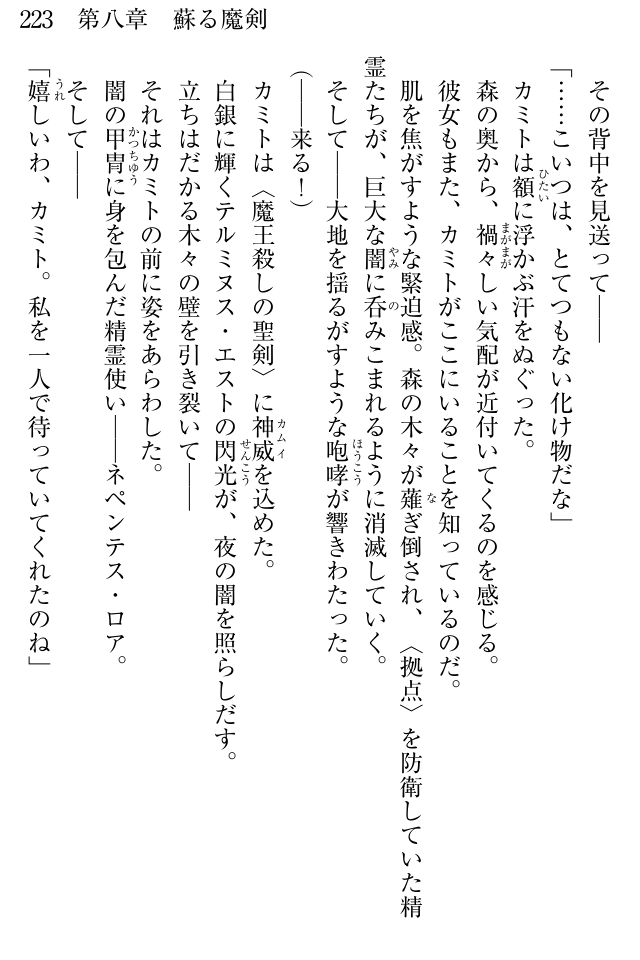 223　第八章　蘇る魔剣
その背中を見送って――
「……こいつは、とてつもない化け物だな」
カミトは額に浮かぶ汗をぬぐった。
森の奥から、禍々しい気配が近付いてくるのを感じる。
彼女もまた、カミトがここにいることを知っているのだ。
肌を焦がすような緊迫感。森の木々が薙ぎ倒され、〈拠点〉を防衛していた精
霊たちが、巨大な闇に呑みこまれるように消滅していく。
そして――大地を揺るがすような咆哮が響きわたった。
（――来る！）
カミトは〈魔王殺しの聖剣〉に神威を込めた。
白銀に輝くテルミヌス・エストの閃光が、夜の闇を照らしだす。
立ちはだかる木々の壁を引き裂いて――
それはカミトの前に姿をあらわした。
闇の甲冑に身を包んだ精霊使い――ネペンテス・ロア。
そして――
「嬉しいわ、カミト。私を一人で待っていてくれたのね」